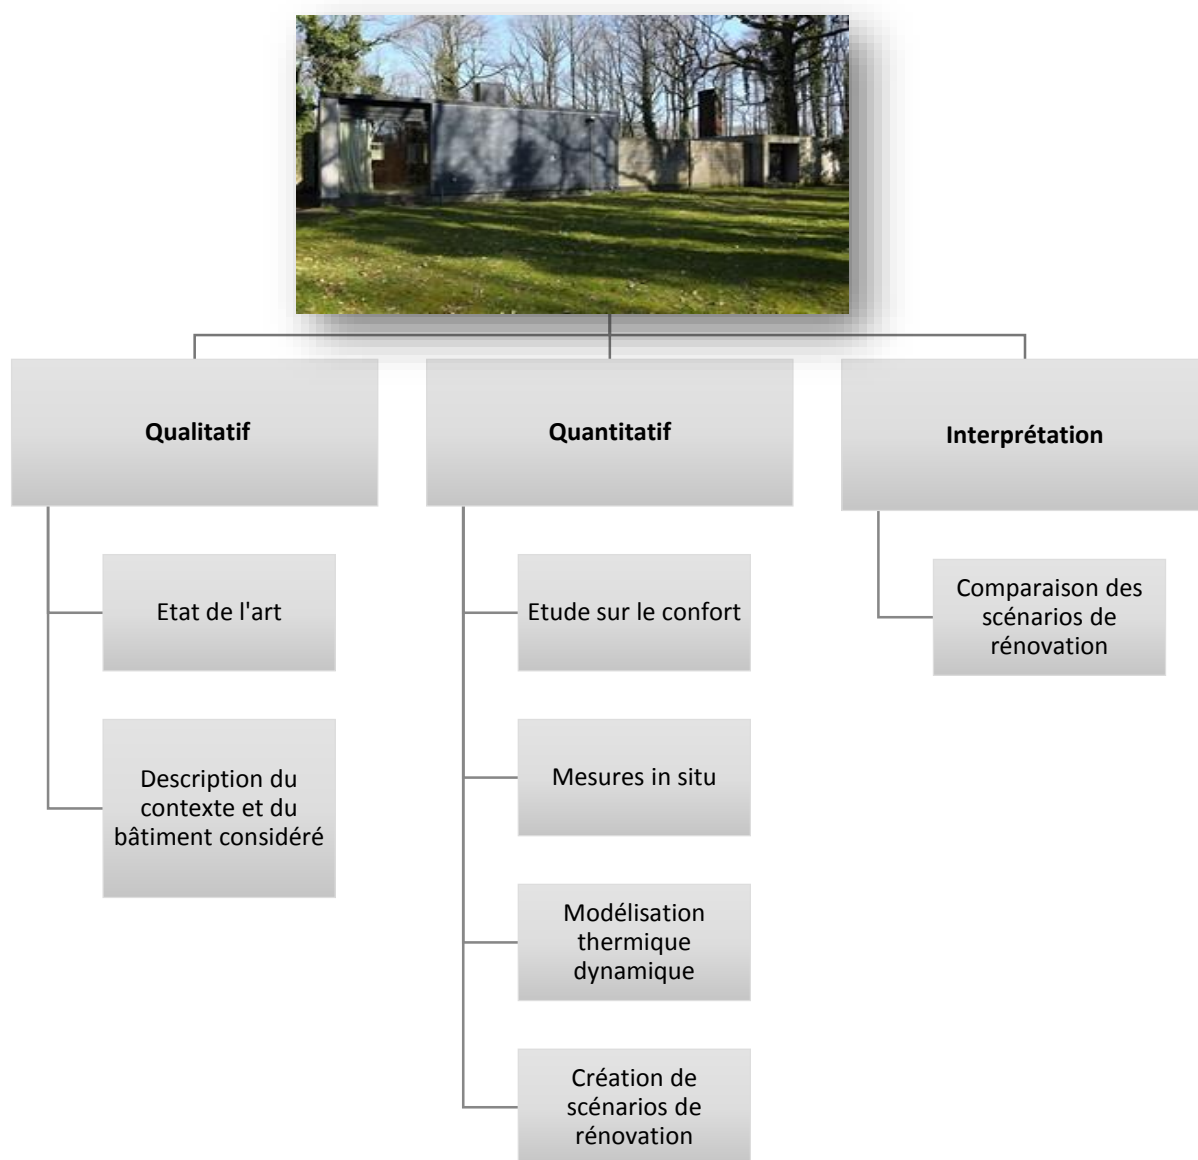 Qualitatif
Etat de l'art
Description du
contexte et du
bâtiment considéré
Quantitatif
Etude sur le confort
Mesures in situ
Modélisation
thermique
dynamique
Création de
scénarios de
rénovation
Interprétation
Comparaison des
scénarios de
rénovation